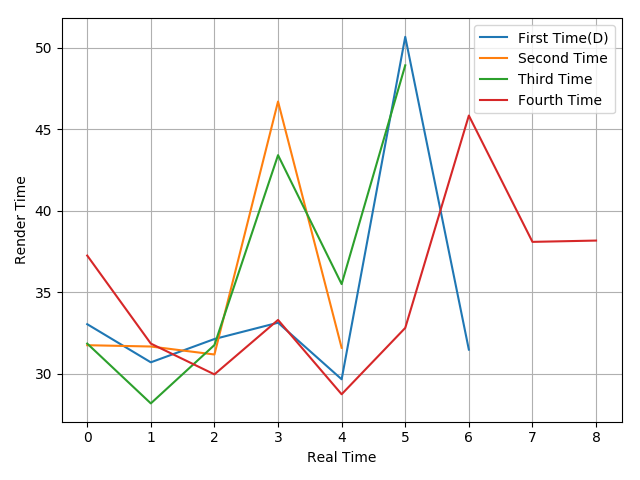 First Time(D)
Second Time
Third Time
Fourth Time
Render Time
50
45
40
35
30
0 1 2 3 4 5 6 7 8
Real Time